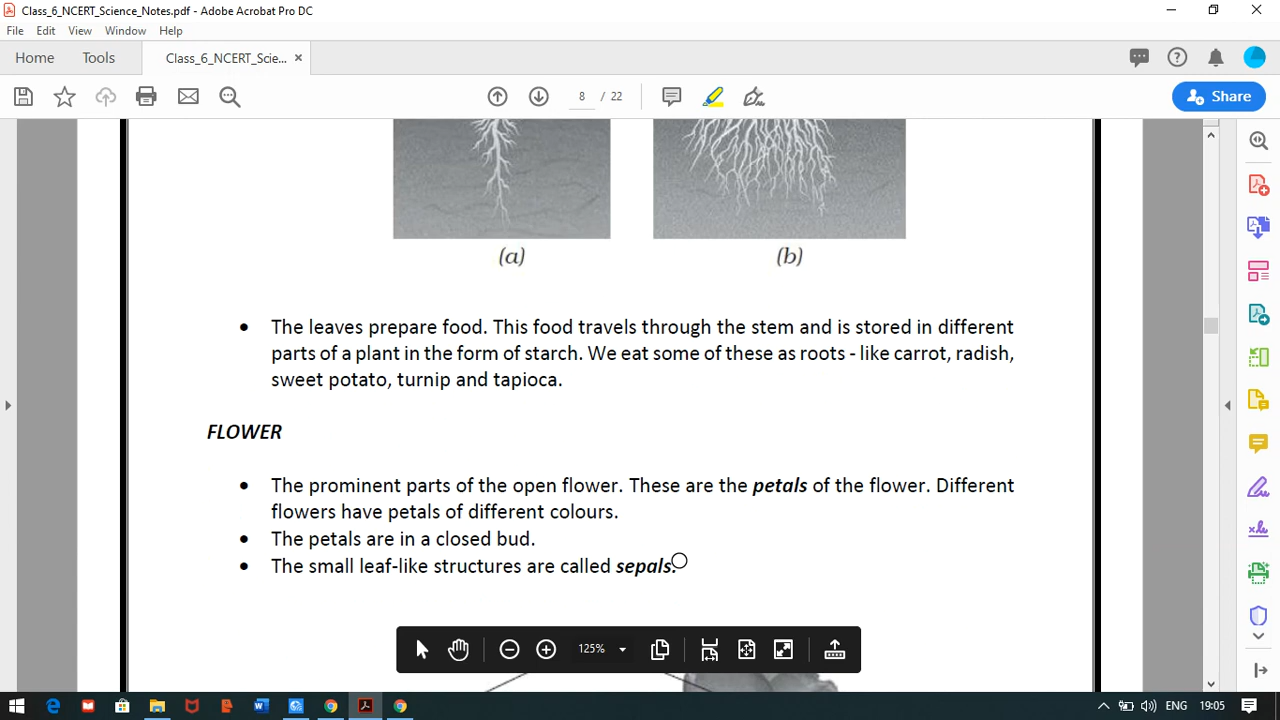 Class_6_NCERT_Science_Notes.pdf - Adobe Acrobat Pro DC
File Edit View Window Help
Home Tools Class_6_NCERT_Scie... ×
8 / 22
Share
(a) (b)
• The leaves prepare food. This food travels through the stem and is stored in different
parts of a plant in the form of starch. We eat some of these as roots - like carrot, radish,
sweet potato, turnip and tapioca.
FLOWER
• The prominent parts of the open flower. These are the petals of the flower. Different
flowers have petals of different colours.
• The petals are in a closed bud.
• The small leaf-like structures are called sepals.
125%
ENG 19:05